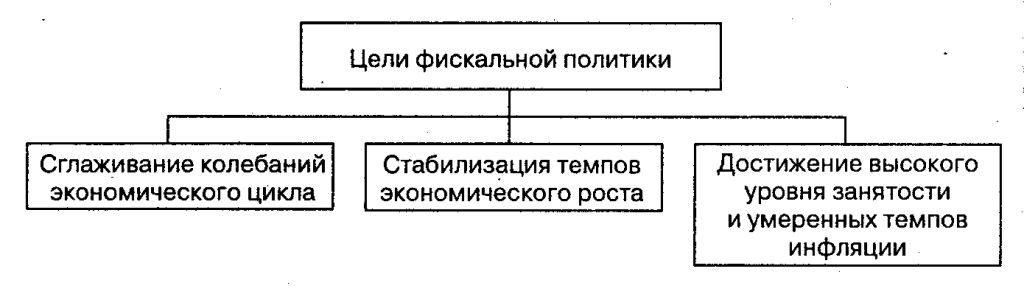 Цели фискальной политики
Сглаживание колебаний
экономического цикла
Стабилизация темпов
экономического роста
Достижение высокого
уровня занятости
и умеренных темпов
инфляции